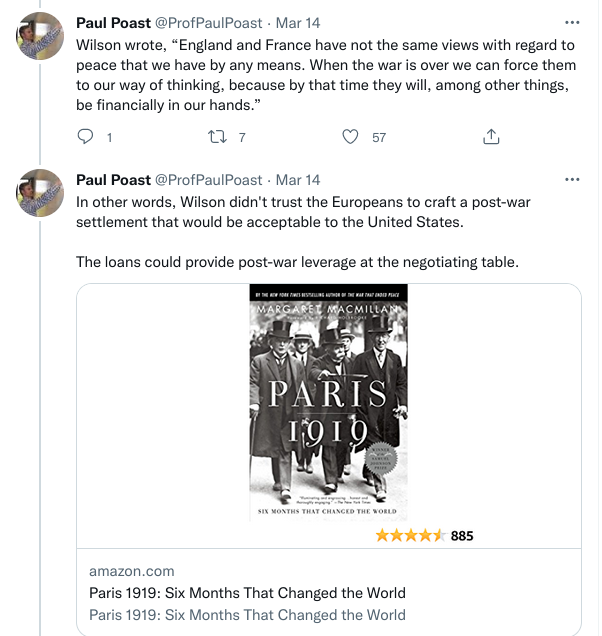 Paul Poast @ProfPaulPoast · Mar 14
Wilson wrote, “England and France have not the same views with regard to
peace that we have by any means. When the war is over we can force them
to our way of thinking, because by that time they will, among other things,
be financially in our hands.”
1 7 57
Paul Poast @ProfPaulPoast · Mar 14
In other words, Wilson didn't trust the Europeans to craft a post-war
settlement that would be acceptable to the United States.
The loans could provide post-war leverage at the negotiating table.
BY THE NEW YORK TIMES BESTSELLING AUTHOR OF THE WAR THAT ENDED PEACE
MARGARET MACMILLAN
PARIS
1919
SIX MONTHS THAT CHANGED THE WORLD
885
amazon.com
Paris 1919: Six Months That Changed the World
Paris 1919: Six Months That Changed the World